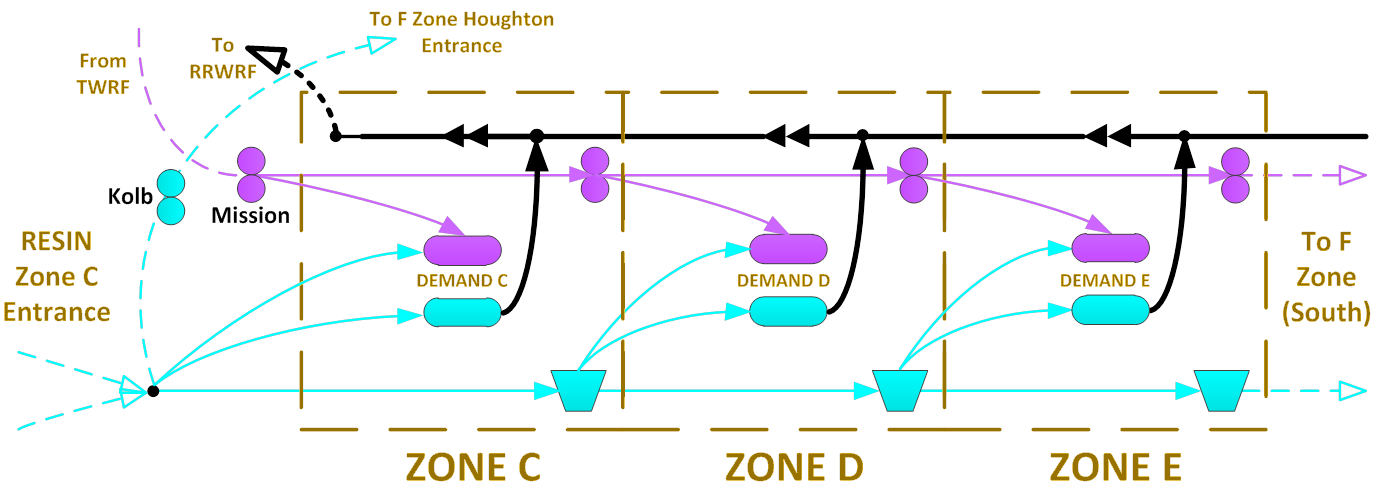 To F Zone Houghton
Entrance
To
RRWRF
From
TWRF
Kolb
Mission
RESIN
Zone C
Entrance
DEMAND C
DEMAND D
DEMAND E
To F
Zone
(South)
ZONE C
ZONE D
ZONE E